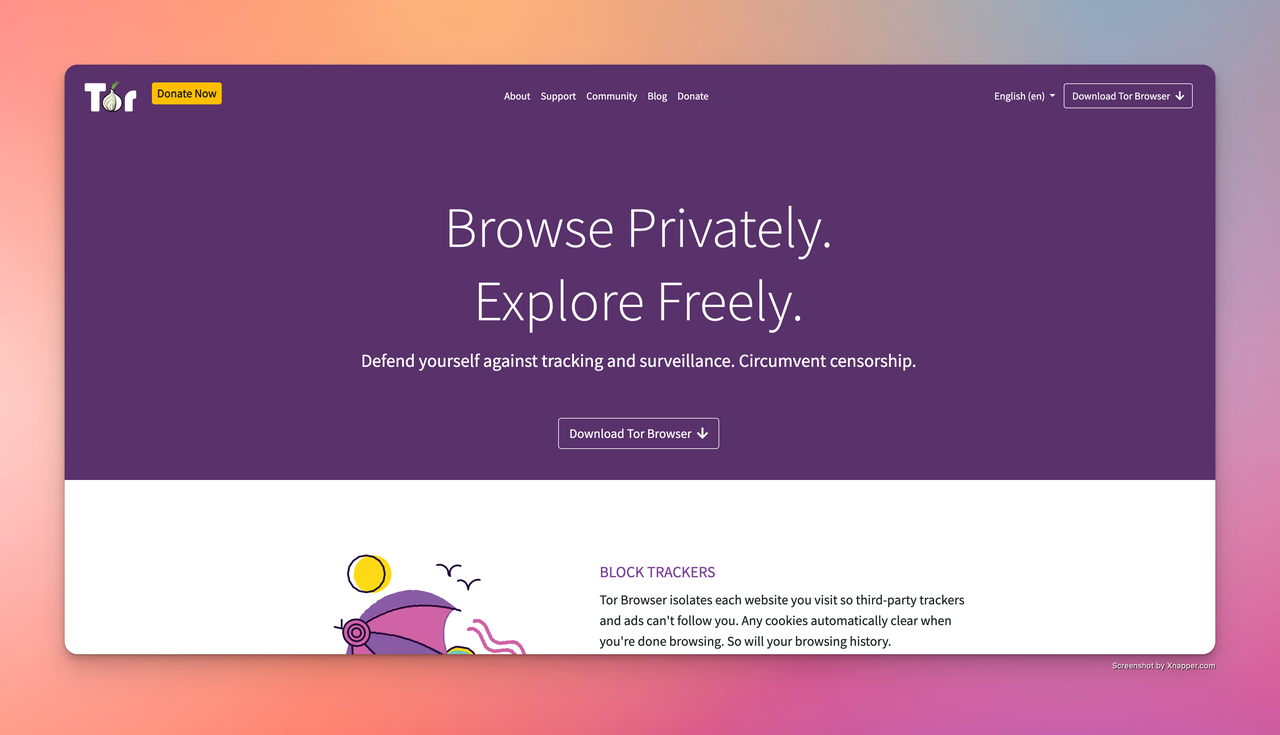 Tor
Donate Now
About Support Community Blog Donate
English (en)
Download Tor Browser
Browse Privately.
Explore Freely.
Defend yourself against tracking and surveillance. Circumvent censorship.
Download Tor Browser
BLOCK TRACKERS
Tor Browser isolates each website you visit so third-party trackers
and ads can't follow you. Any cookies automatically clear when
you're done browsing. So will your browsing history.
Screenshot by Xnapper.com